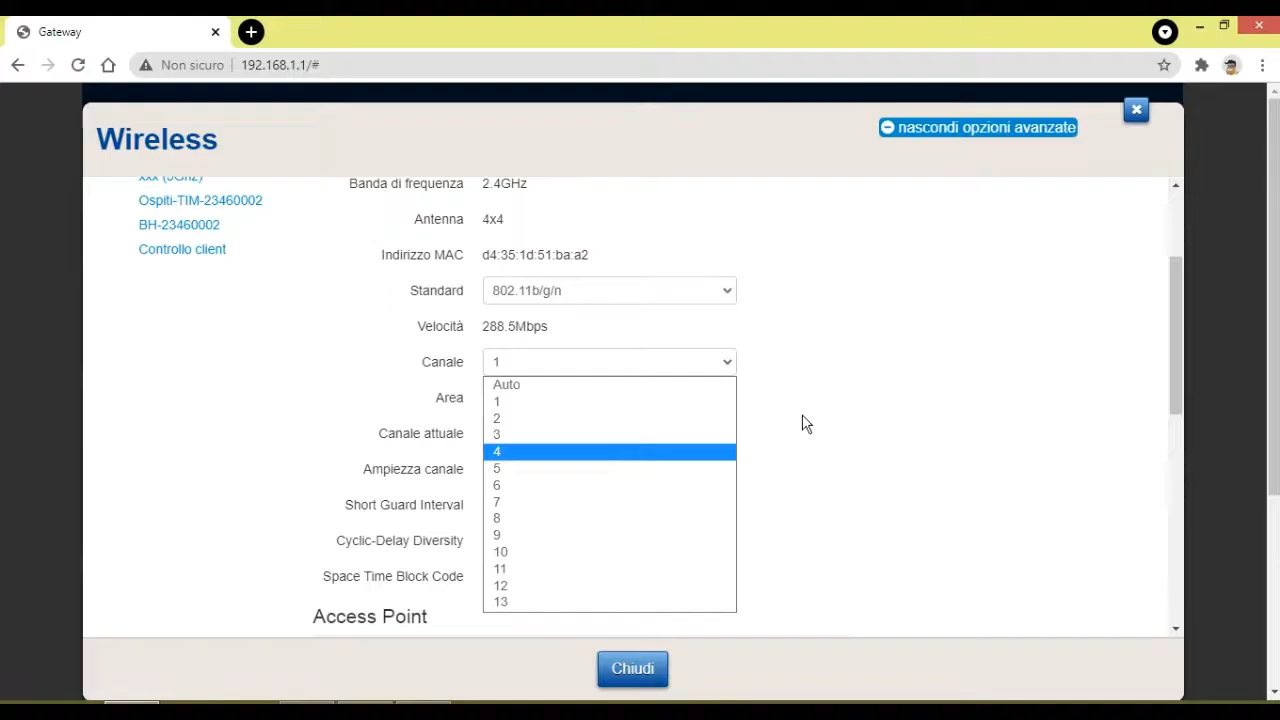 Gateway
Non sicuro
192.168.1.1/#
Wireless
nascondi opzioni avanzate
xxx (5GHz)
Ospiti-TIM-23460002
BH-23460002
Controllo client
Banda di frequenza 2.4GHz
Antenna 4x4
Indirizzo MAC d4:35:1d:51:ba:a2
Standard 802.11b/g/n
Velocità 288.5Mbps
Canale 1
Area
Canale attuale
Ampiezza canale
Short Guard Interval
Cyclic-Delay Diversity
Space Time Block Code
Auto
1
2
3
4
5
6
7
8
9
10
11
12
13
Access Point
Chiudi